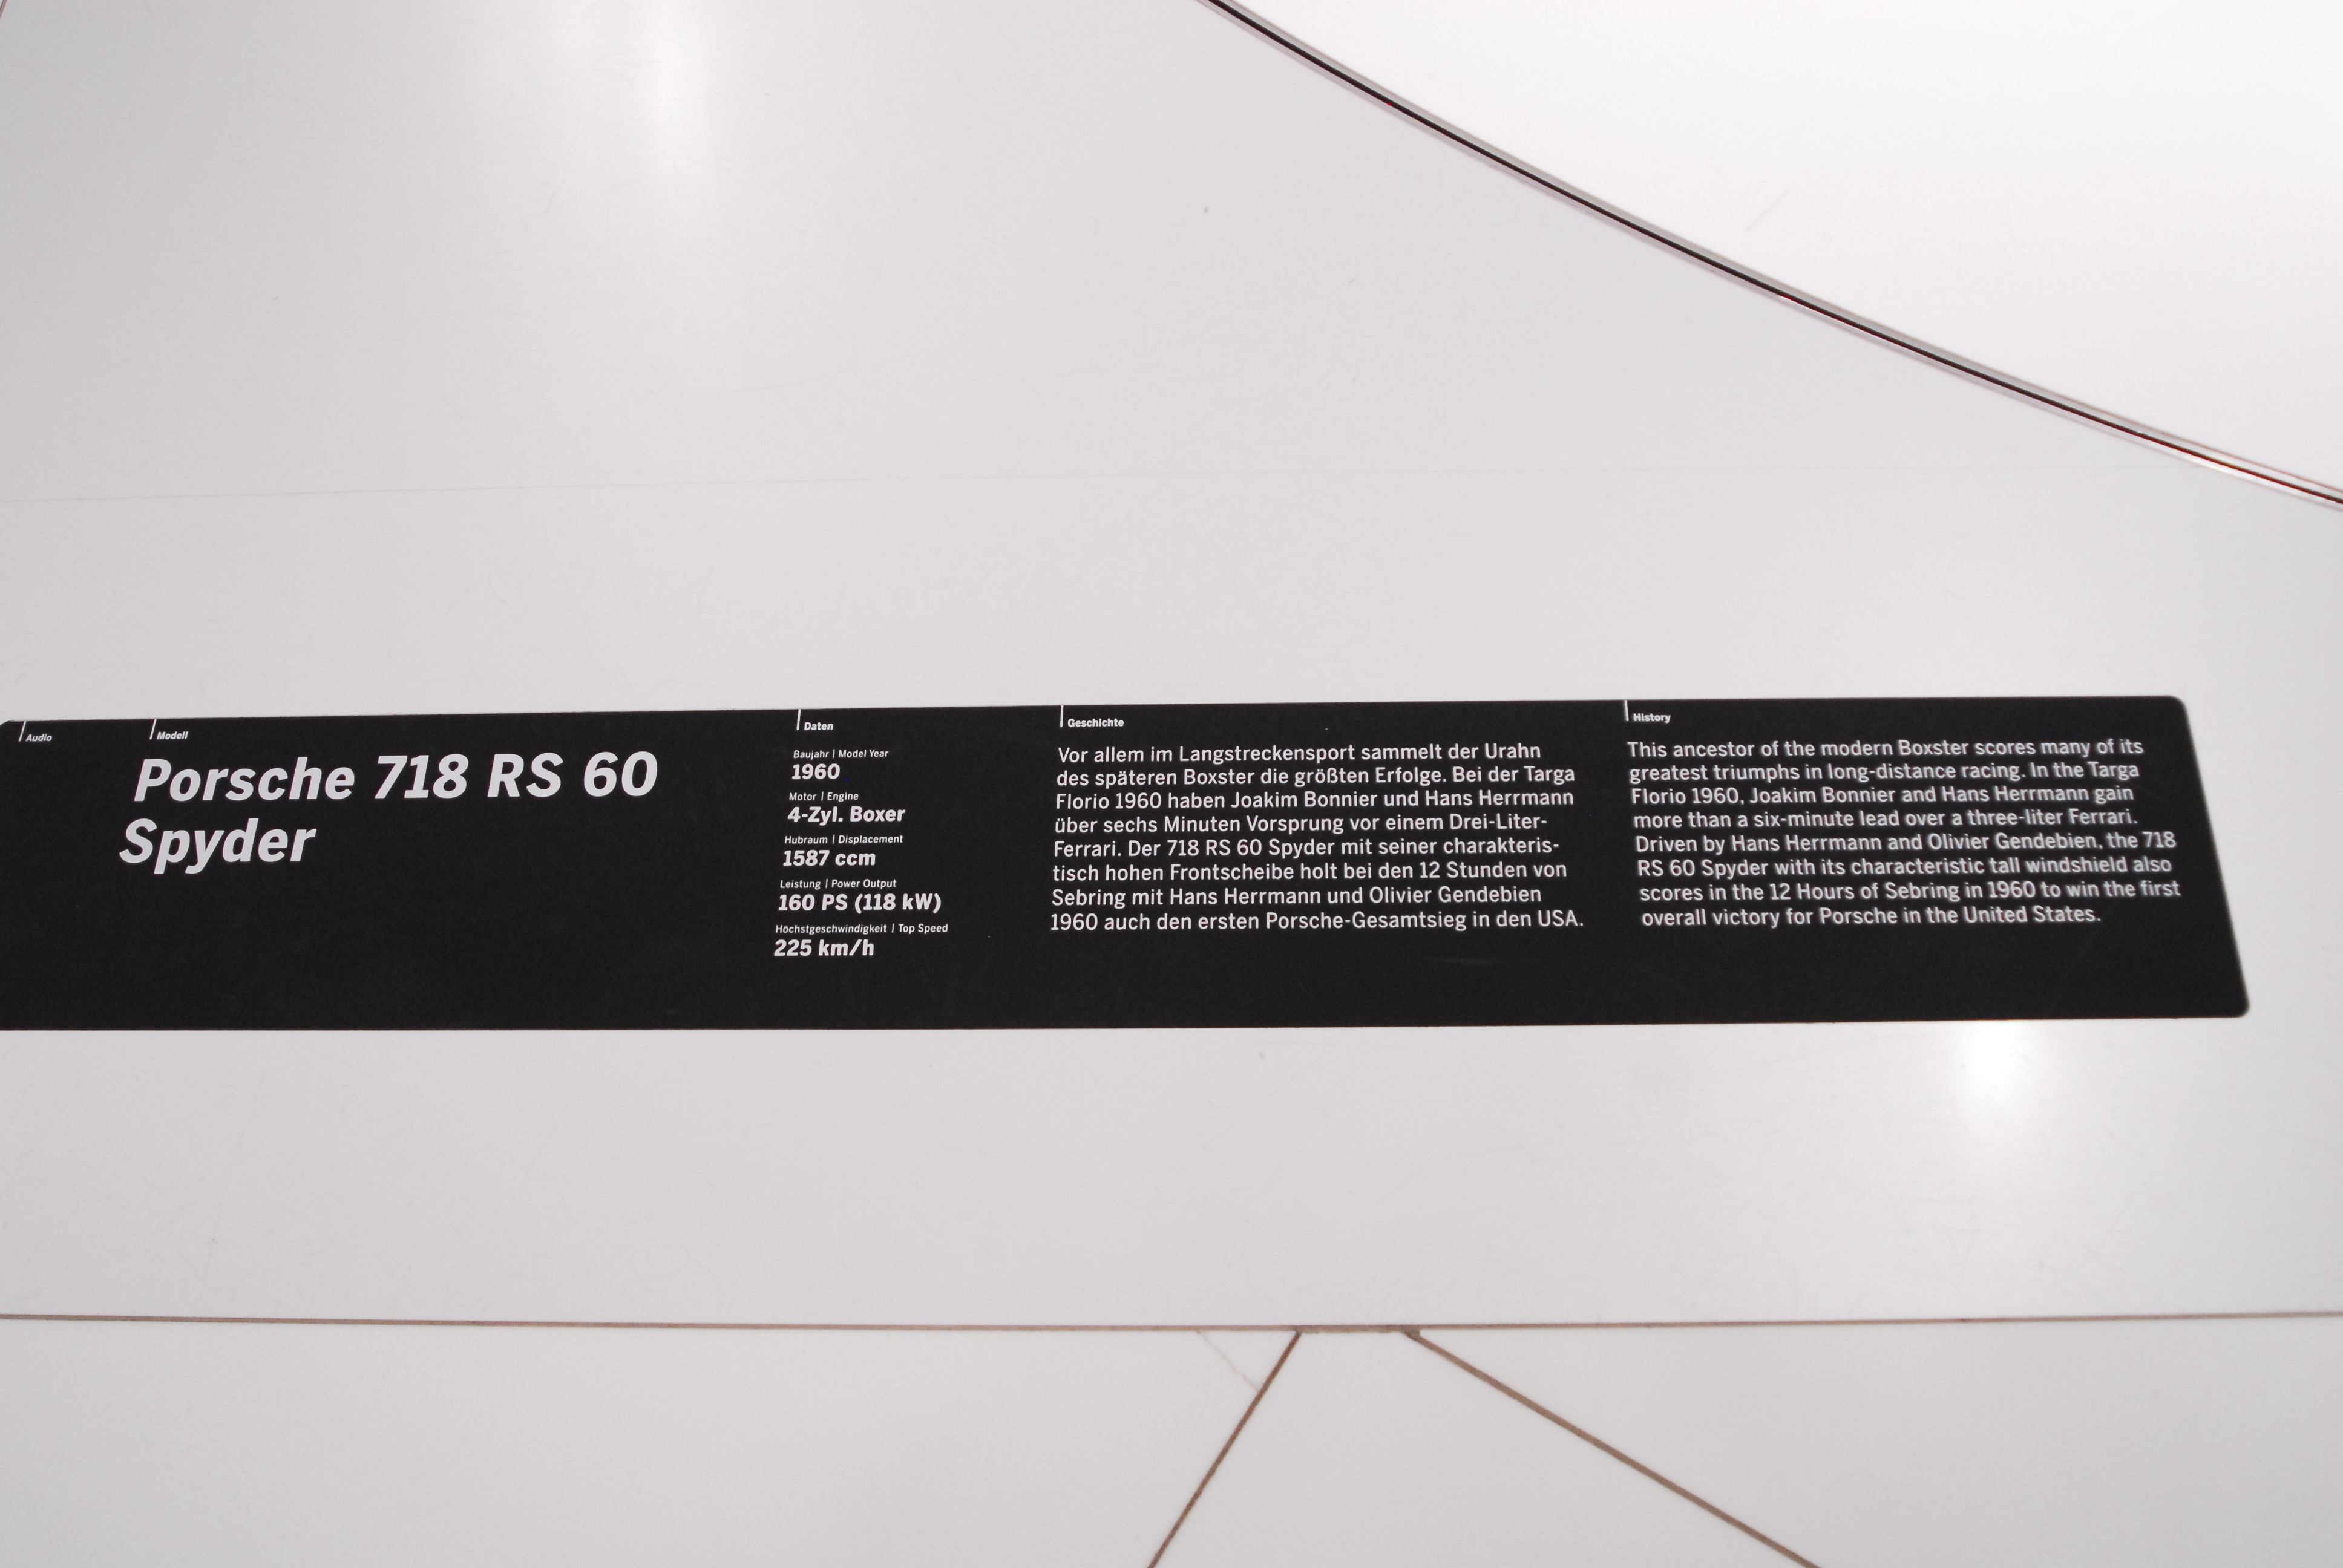 Audio
Modell
Porsche 718 RS 60
Spyder
Daten
Baujahr | Model Year
1960
Motor | Engine
4-Zyl. Boxer
Hubraum | Displacement
1587 ccm
Leistung | Power Output
160 PS (118 kW)
Höchstgeschwindigkeit | Top Speed
225 km/h
Geschichte
Vor allem im Langstreckensport sammelt der Urahn
des späteren Boxster die größten Erfolge. Bei der Targa
Florio 1960 haben Joakim Bonnier und Hans Herrmann
über sechs Minuten Vorsprung vor einem Drei-Liter-
Ferrari. Der 718 RS 60 Spyder mit seiner charakteris-
tisch hohen Frontscheibe holt bei den 12 Stunden von
Sebring mit Hans Herrmann und Olivier Gendebien
1960 auch den ersten Porsche-Gesamtsieg in den USA.
History
This ancestor of the modern Boxster scores many of its
greatest triumphs in long-distance racing. In the Targa
Florio 1960, Joakim Bonnier and Hans Herrmann gain
more than a six-minute lead over a three-liter Ferrari.
Driven by Hans Herrmann and Olivier Gendebien, the 718
RS 60 Spyder with its characteristic tall windshield also
scores in the 12 Hours of Sebring in 1960 to win the first
overall victory for Porsche in the United States.